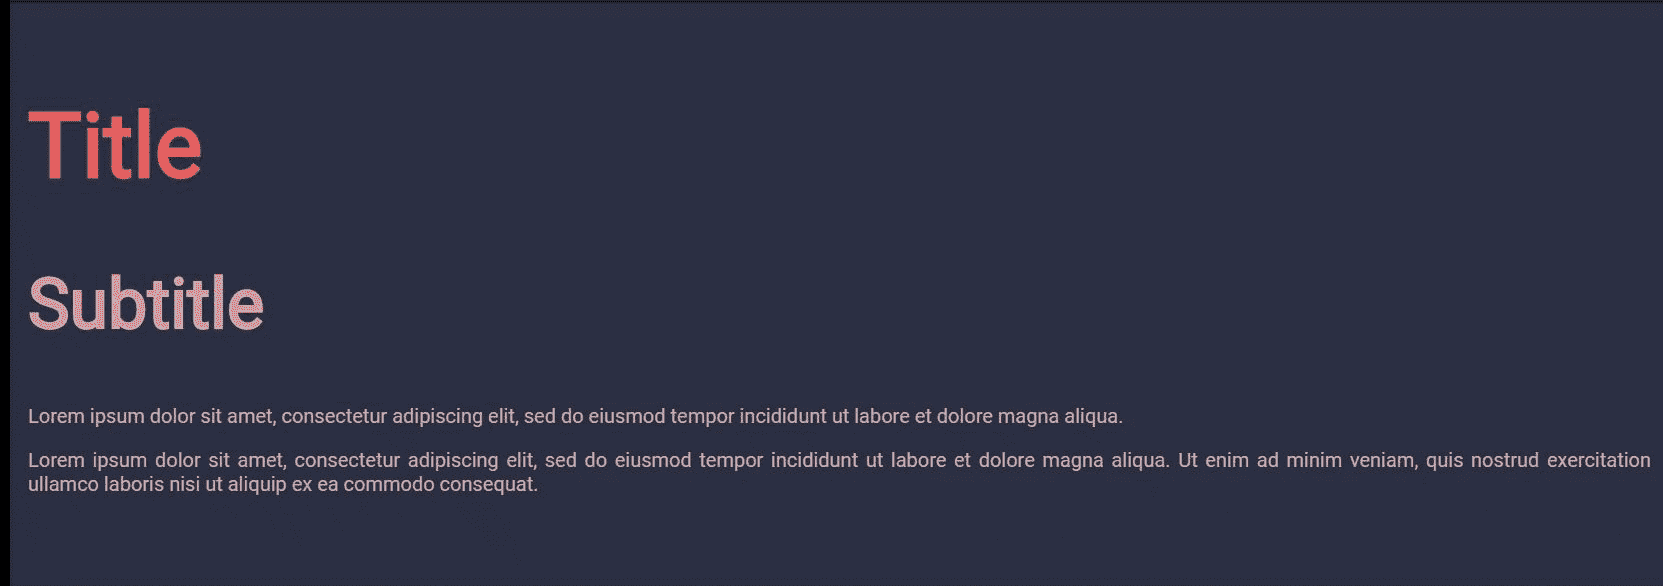 Title
Subtitle
Lorem ipsum dolor sit amet, consectetur adipiscing elit, sed do eiusmod tempor incididunt ut labore et dolore magna aliqua.
Lorem ipsum dolor sit amet, consectetur adipiscing elit, sed do eiusmod tempor incididunt ut labore et dolore magna aliqua. Ut enim ad minim veniam, quis nostrud exercitation
ullamco laboris nisi ut aliquip ex ea commodo consequat.